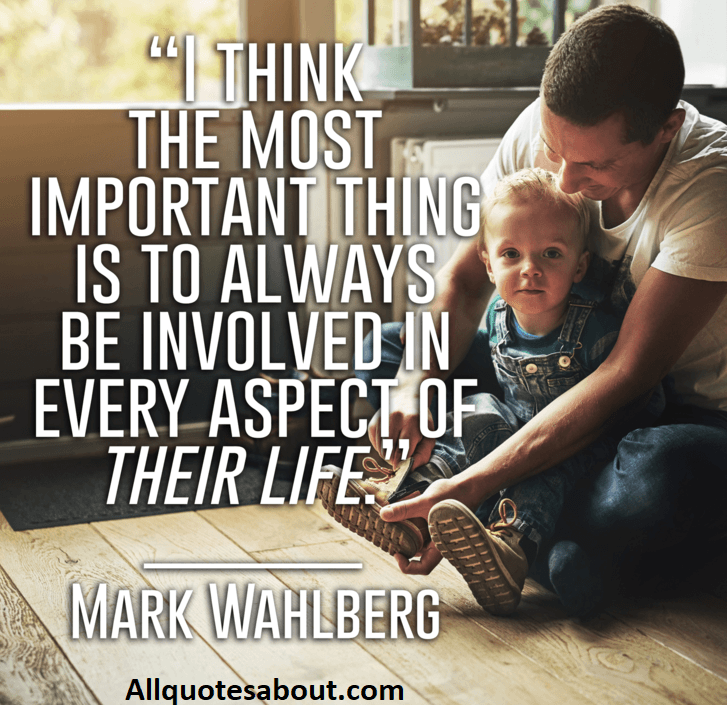 “I THINK
THE MOST
IMPORTANT THING
IS TO ALWAYS
BE INVOLVED IN
EVERY ASPECT OF
THEIR LIFE.”
MARK WAHLBERG
Allquotesabout.com